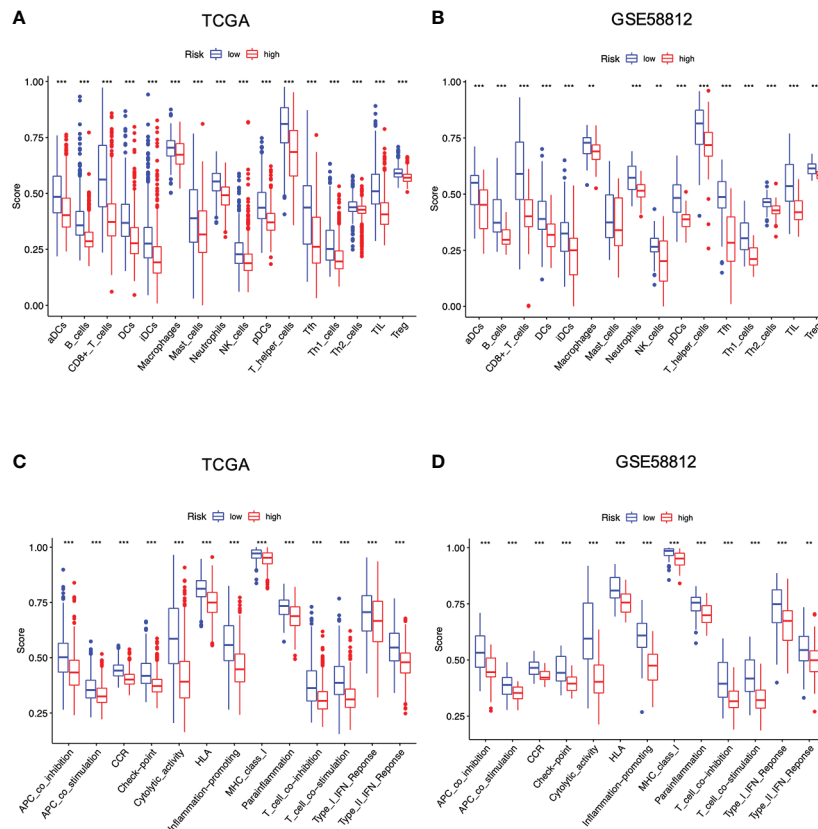 A
TCGA
Risk low high
*** *** *** *** *** *** *** *** *** *** *** *** *** *** *** ***
1.00
0.75
0.50
0.25
0.00
Score
aDCs
B_cells
CD8+_T_cells
DCs
iDCs
Macrophages
Mast_cells
Neutrophils
NK_cells
pDCs
T_helper_cells
Tfh
Th1_cells
Th2_cells
TIL
Treg
B
GSE58812
Risk low high
*** *** *** *** *** ** *** ** *** *** *** *** *** *** **
1.00
0.75
0.50
0.25
0.00
Score
aDCs
B_cells
CD8+_T_cells
DCs
iDCs
Macrophages
Mast_cells
Neutrophils
NK_cells
pDCs
T_helper_cells
Tfh
Th1_cells
Th2_cells
TIL
Treg
C
TCGA
Risk low high
*** *** *** *** *** *** *** *** *** *** *** *** ***
1.00
0.75
0.50
0.25
Score
APC_co_inhibition
APC_co_stimulation
CCR
Check-point
Cytolytic_activity
HLA
Inflammation-promoting
MHC_class_I
Parainflammation
T_cell_co-inhibition
T_cell_co-stimulation
Type_I_IFN_Reponse
Type_II_IFN_Reponse
D
GSE58812
Risk low high
*** *** *** *** *** *** *** *** *** *** *** *** **
1.00
0.75
0.50
0.25
Score
APC_co_inhibition
APC_co_stimulation
CCR
Check-point
Cytolytic_activity
HLA
Inflammation-promoting
MHC_class_I
Parainflammation
T_cell_co-inhibition
T_cell_co-stimulation
Type_I_IFN_Reponse
Type_II_IFN_Reponse